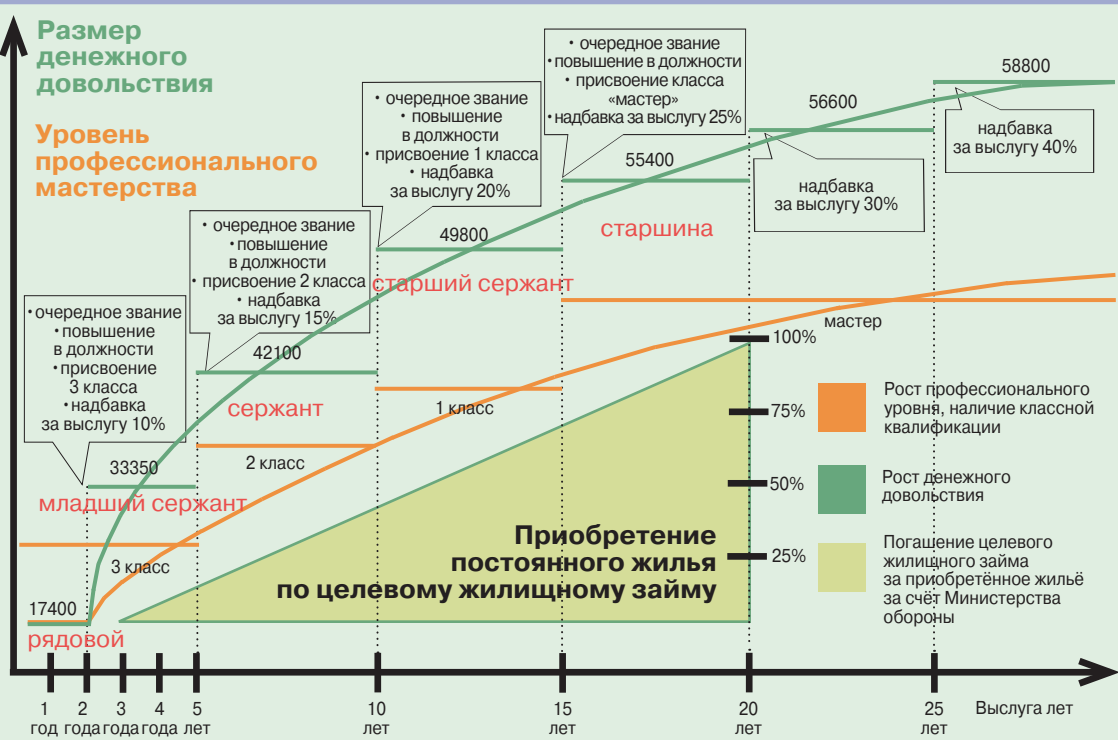 Размер
денежного
довольствия
Уровень
профессионального
мастерства
• очередное звание
• повышение
в должности
• присвоение
3 класса
• надбавка
за выслугу 10%
• очередное звание
• повышение
в должности
• присвоение 2 класса
• надбавка
за выслугу 15%
• очередное звание
• повышение
в должности
• присвоение 1 класса
• надбавка
за выслугу 20%
• очередное звание
• повышение в должности
• присвоение класса
«мастер»
• надбавка за выслугу 25%
надбавка
за выслугу 30%
надбавка
за выслугу 40%
17400
33350
42100
49800
55400
56600
58800
рядовой
младший сержант
сержант
старший сержант
старшина
3 класс
2 класс
1 класс
мастер
100%
75%
50%
25%
Приобретение
постоянного жилья
по целевому жилищному займу
Рост профессионального
уровня, наличие классной
квалификации
Рост денежного
довольствия
Погашение целевого
жилищного займа
за приобретённое жильё
за счёт Министерства
обороны
1
год
2
года
3
года
4
года
5
лет
10
лет
15
лет
20
лет
25
лет
Выслуга лет